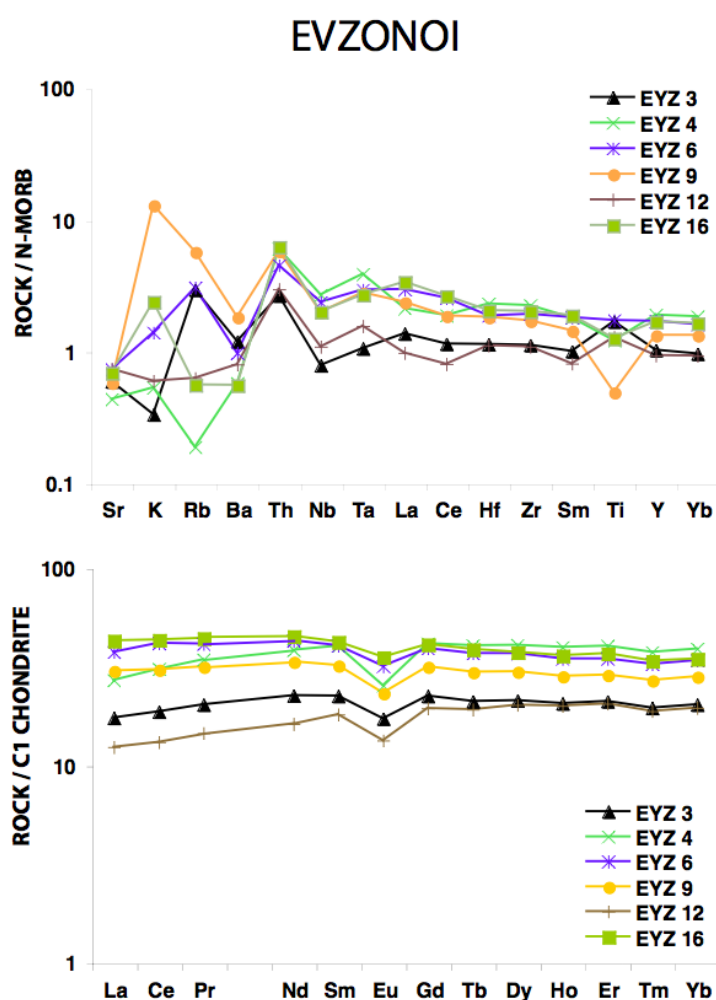 EVZONOI
100
10
1
0.1
ROCK / N-MORB
EYZ 3
EYZ 4
EYZ 6
EYZ 9
EYZ 12
EYZ 16
Sr K Rb Ba Th Nb Ta La Ce Hf Zr Sm Ti Y Yb
100
10
1
ROCK / C1 CHONDRITE
EYZ 3
EYZ 4
EYZ 6
EYZ 9
EYZ 12
EYZ 16
La Ce Pr Nd Sm Eu Gd Tb Dy Ho Er Tm Yb